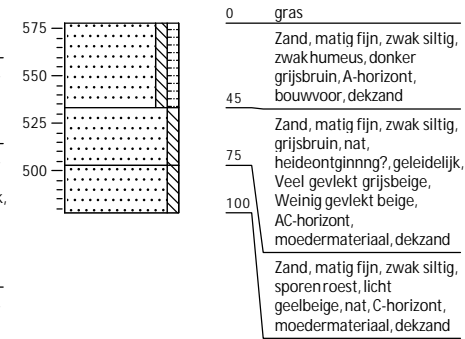 575
550
525
500
k,
0 gras
Zand, matig fijn, zwak siltig,
zwak humeus, donker
grijsbruin, A-horizont,
bouwvoor, dekzand
45
Zand, matig fijn, zwak siltig,
grijsbruin, nat,
heideontginnng?, geleidelijk,
Veel gevlekt grijsbeige,
Weinig gevlekt beige,
AC-horizont,
moedermateriaal, dekzand
75
100
Zand, matig fijn, zwak siltig,
sporen roest, licht
geelbeige, nat, C-horizont,
moedermateriaal, dekzand